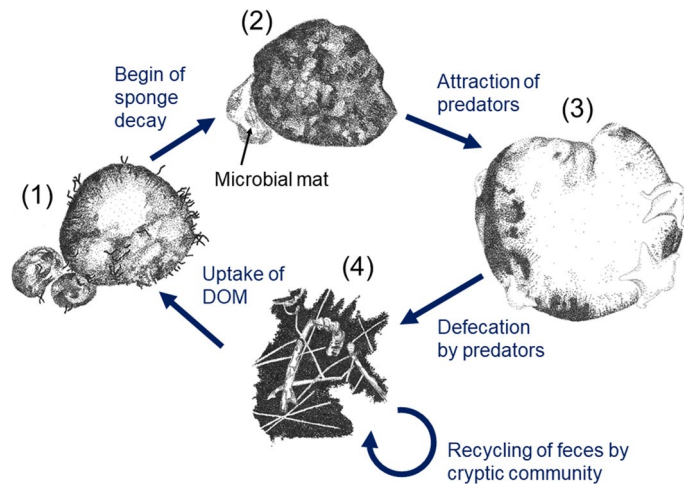 (2)
Begin of
sponge
decay
Attraction of
predators
(3)
Microbial mat
(1)
Uptake of
DOM
(4)
Defecation
by predators
Recycling of feces by
cryptic community